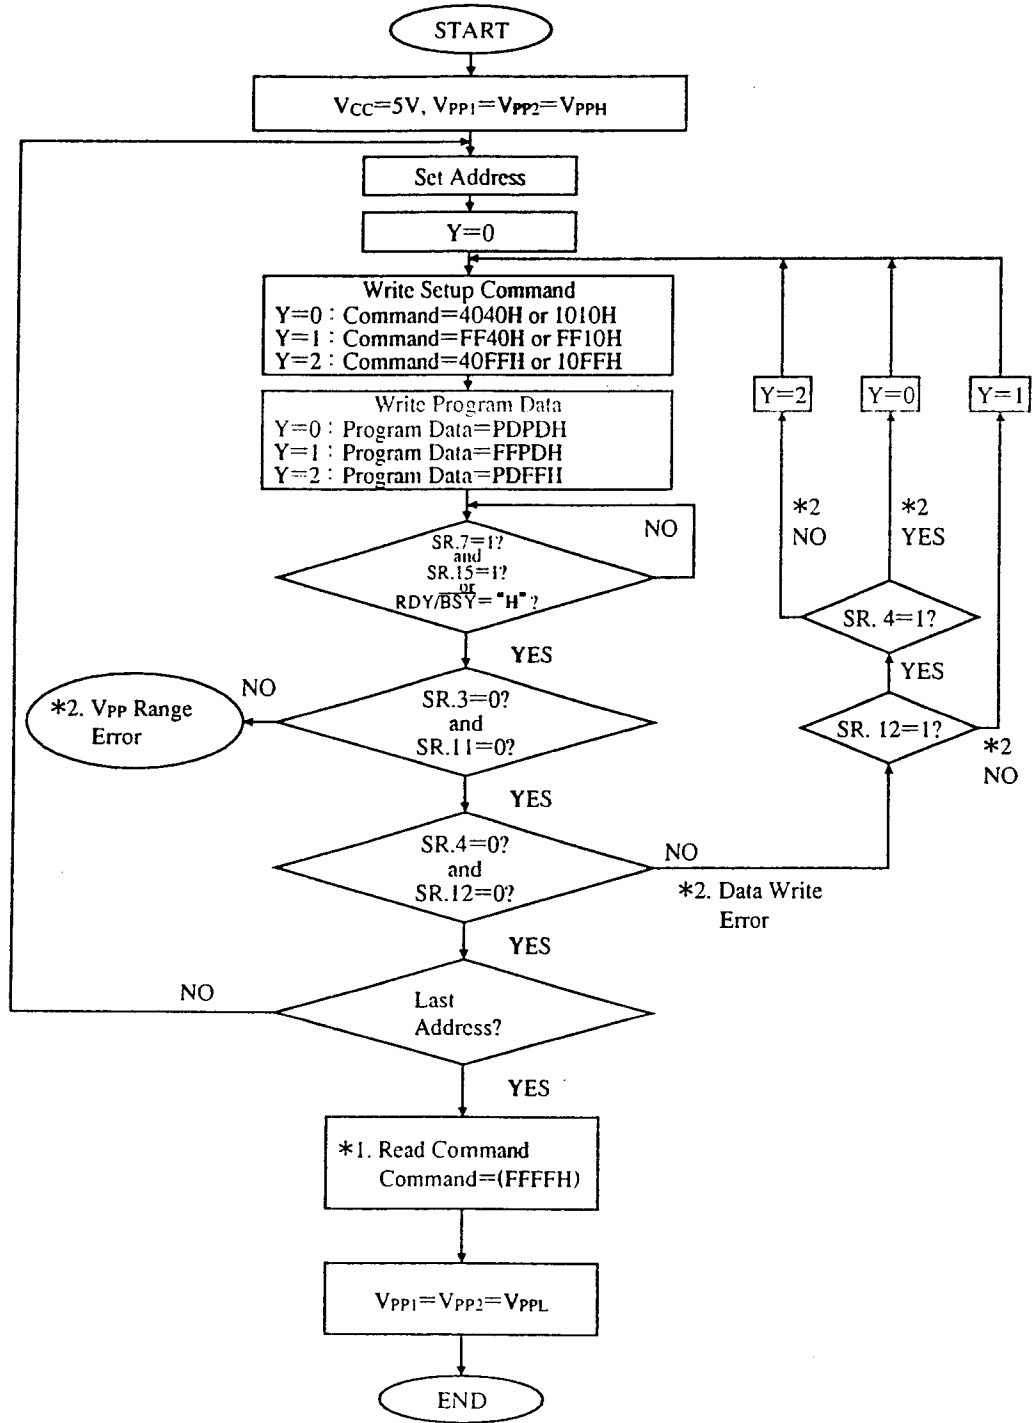 START
VCC=5V, VPP1=VPP2=VPPH
Set Address
Y=0
Write Setup Command
Y=0 : Command=4040H or 1010H
Y=1 : Command=FF40H or FF10H
Y=2 : Command=40FFH or 10FFH
Write Program Data
Y=0 : Program Data=PDPDH
Y=1 : Program Data=FFPDH
Y=2 : Program Data=PDFFH
Y=2
Y=0
Y=1
*2
NO
*2
YES
NO
SR.7=1?
and
SR.15=1?
or
RDY/B̅S̅Y̅= "H" ?
SR. 4=1?
YES
YES
NO
*2. VPP Range
Error
SR.3=0?
and
SR.11=0?
SR. 12=1?
*2
NO
YES
SR.4=0?
and
SR.12=0?
NO
*2. Data Write
Error
YES
NO
Last
Address?
YES
*1. Read Command
Command=(FFFFH)
VPP1=VPP2=VPPL
END